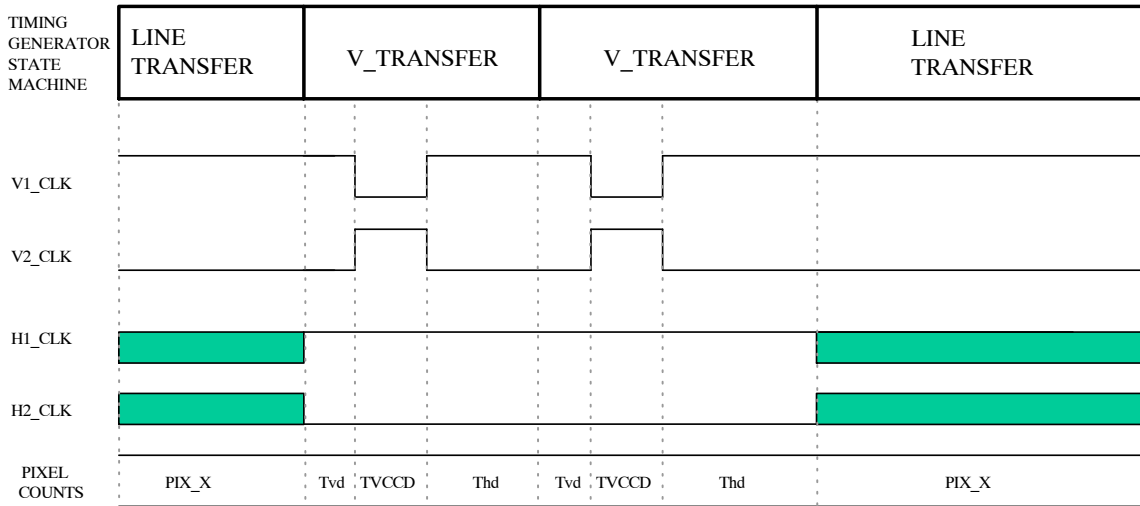 TIMING
GENERATOR
STATE
MACHINE
LINE
TRANSFER
V_TRANSFER
V_TRANSFER
LINE
TRANSFER
V1_CLK
V2_CLK
H1_CLK
H2_CLK
PIXEL
COUNTS
PIX_X
Tvd
TVCCD
Thd
Tvd
TVCCD
Thd
PIX_X